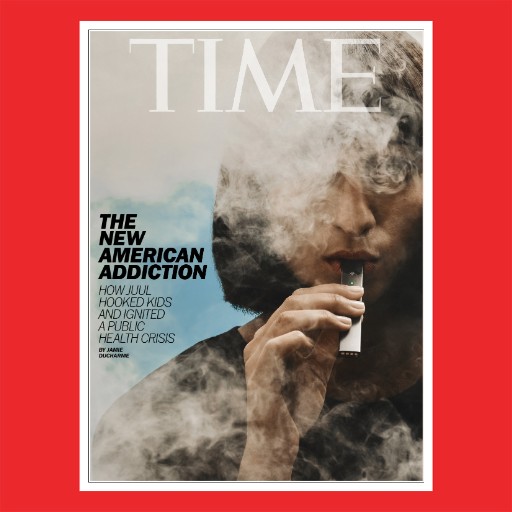 TIME
THE
NEW
AMERICAN
ADDICTION
HOW JUUL
HOOKED KIDS
AND IGNITED
A PUBLIC
HEALTH CRISIS
BY JAMIE
DUCHARME